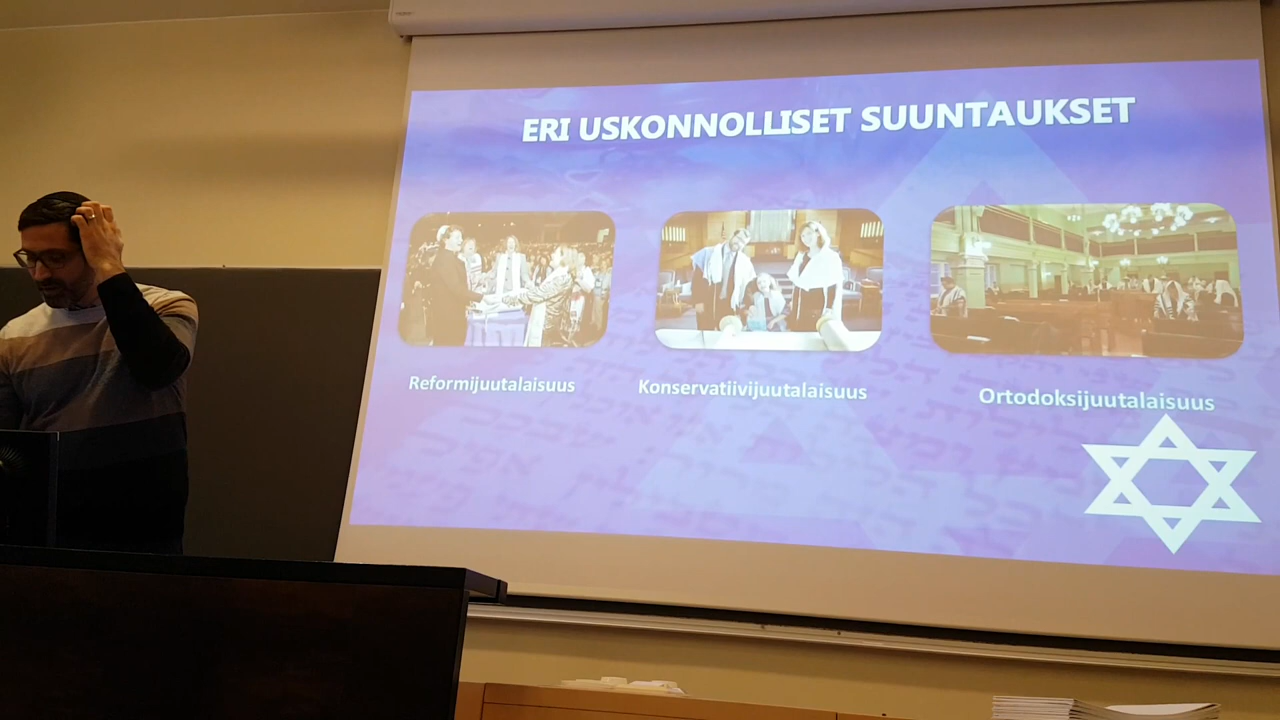 ERI USKONNOLLISET SUUNTAUKSET
Reformijuutalaisuus
Konservatiivijuutalaisuus
Ortodoksijuutalaisuus